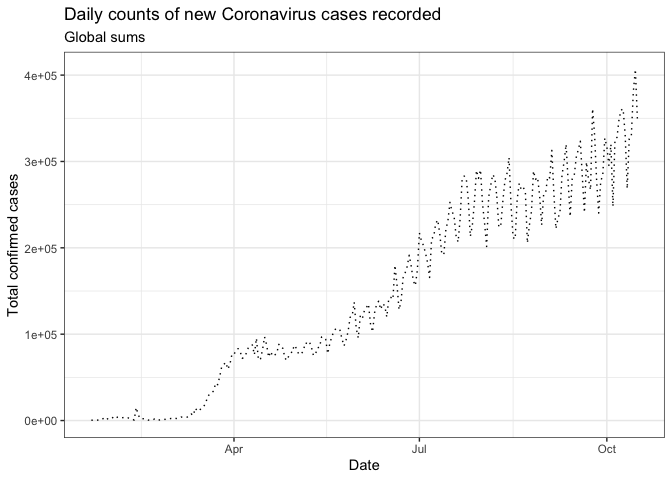 Daily counts of new Coronavirus cases recorded
Global sums
4e+05
3e+05
2e+05
1e+05
0e+00
Total confirmed cases
Apr
Jul
Oct
Date